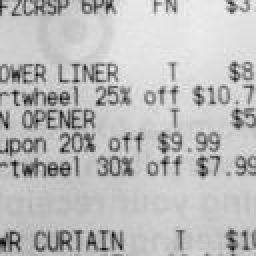 FZCRSP 6PK FN $3
OWER LINER T $8
rtwheel 25% off $10.7
N OPENER T $5
upon 20% off $9.99
rtwheel 30% off $7.99
WR CURTAIN T $10